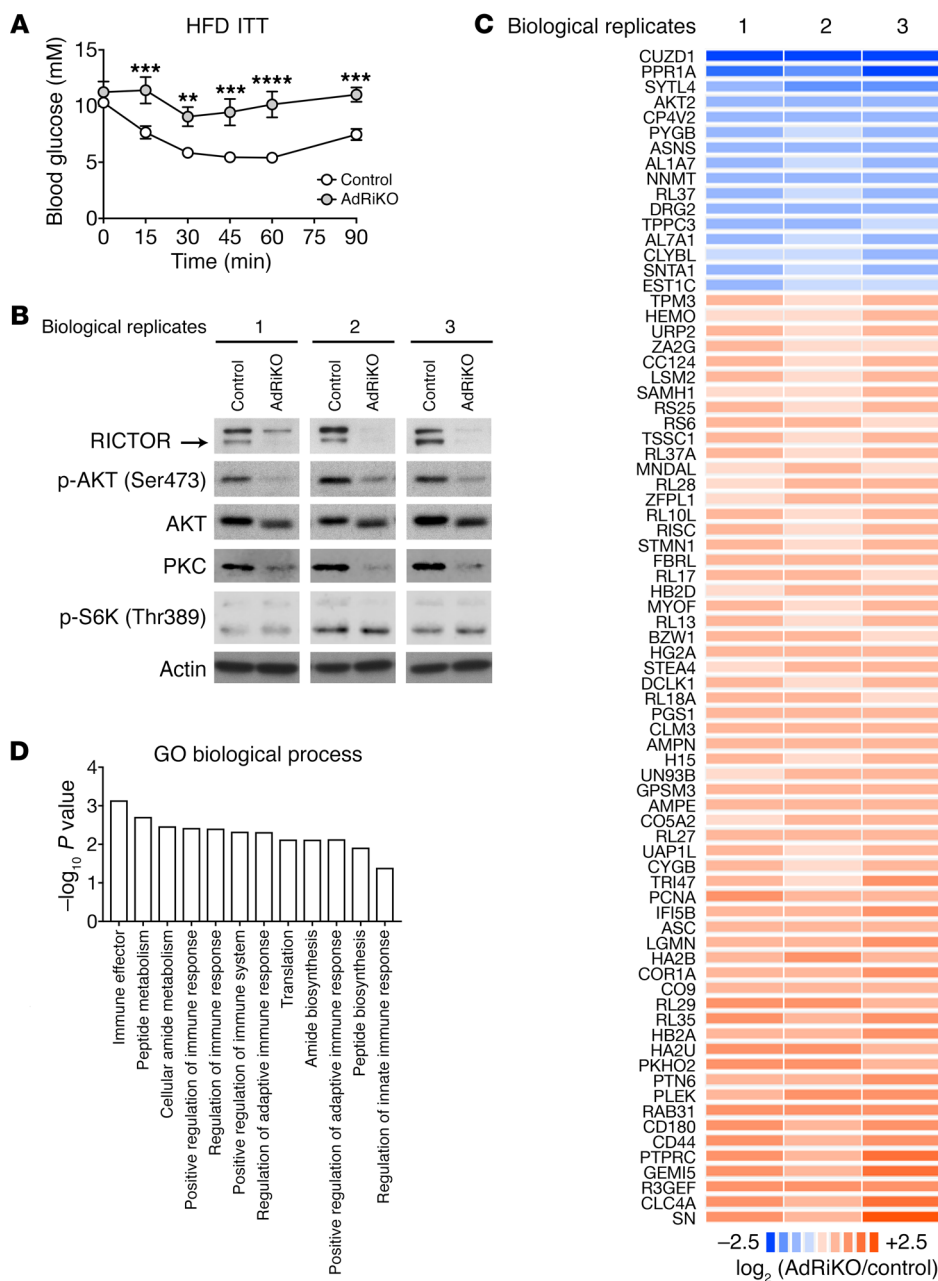 A
HFD ITT
Blood glucose (mM)
15
10
5
0
***
**
***
****
***
Control
AdRiKO
0 15 30 45 60 75 90
Time (min)
B
Biological replicates 1 2 3
Control AdRiKO Control AdRiKO Control AdRiKO
RICTOR
p-AKT (Ser473)
AKT
PKC
p-S6K (Thr389)
Actin
C
Biological replicates 1 2 3
CUZD1
PPR1A
SYTL4
AKT2
CP4V2
PYGB
ASNS
AL1A7
NNMT
RL37
DRG2
TPPC3
AL7A1
CLYBL
SNTA1
EST1C
TPM3
HEMO
URP2
ZA2G
CC124
LSM2
SAMH1
RS25
RS6
TSSC1
RL37A
MNDAL
RL28
ZFPL1
RL10L
RISC
STMN1
FBRL
RL17
HB2D
MYOF
RL13
BZW1
HG2A
STEA4
DCLK1
RL18A
PGS1
CLM3
AMPN
H15
UN93B
GPSM3
AMPE
CO5A2
RL27
UAP1L
CYGB
TRI47
PCNA
IFI5B
ASC
LGMN
HA2B
COR1A
CO9
RL29
RL35
HB2A
HA2U
PKHO2
PTN6
PLEK
RAB31
CD180
CD44
PTPRC
GEMI5
R3GEF
CLC4A
SN
−2.5 +2.5
log2 (AdRiKO/control)
D
GO biological process
−log10 P value
4
3
2
1
0
Immune effector
Peptide metabolism
Cellular amide metabolism
Positive regulation of immune response
Regulation of immune response
Positive regulation of immune system
Regulation of adaptive immune response
Translation
Amide biosynthesis
Positive regulation of adaptive immune response
Peptide biosynthesis
Regulation of innate immune response